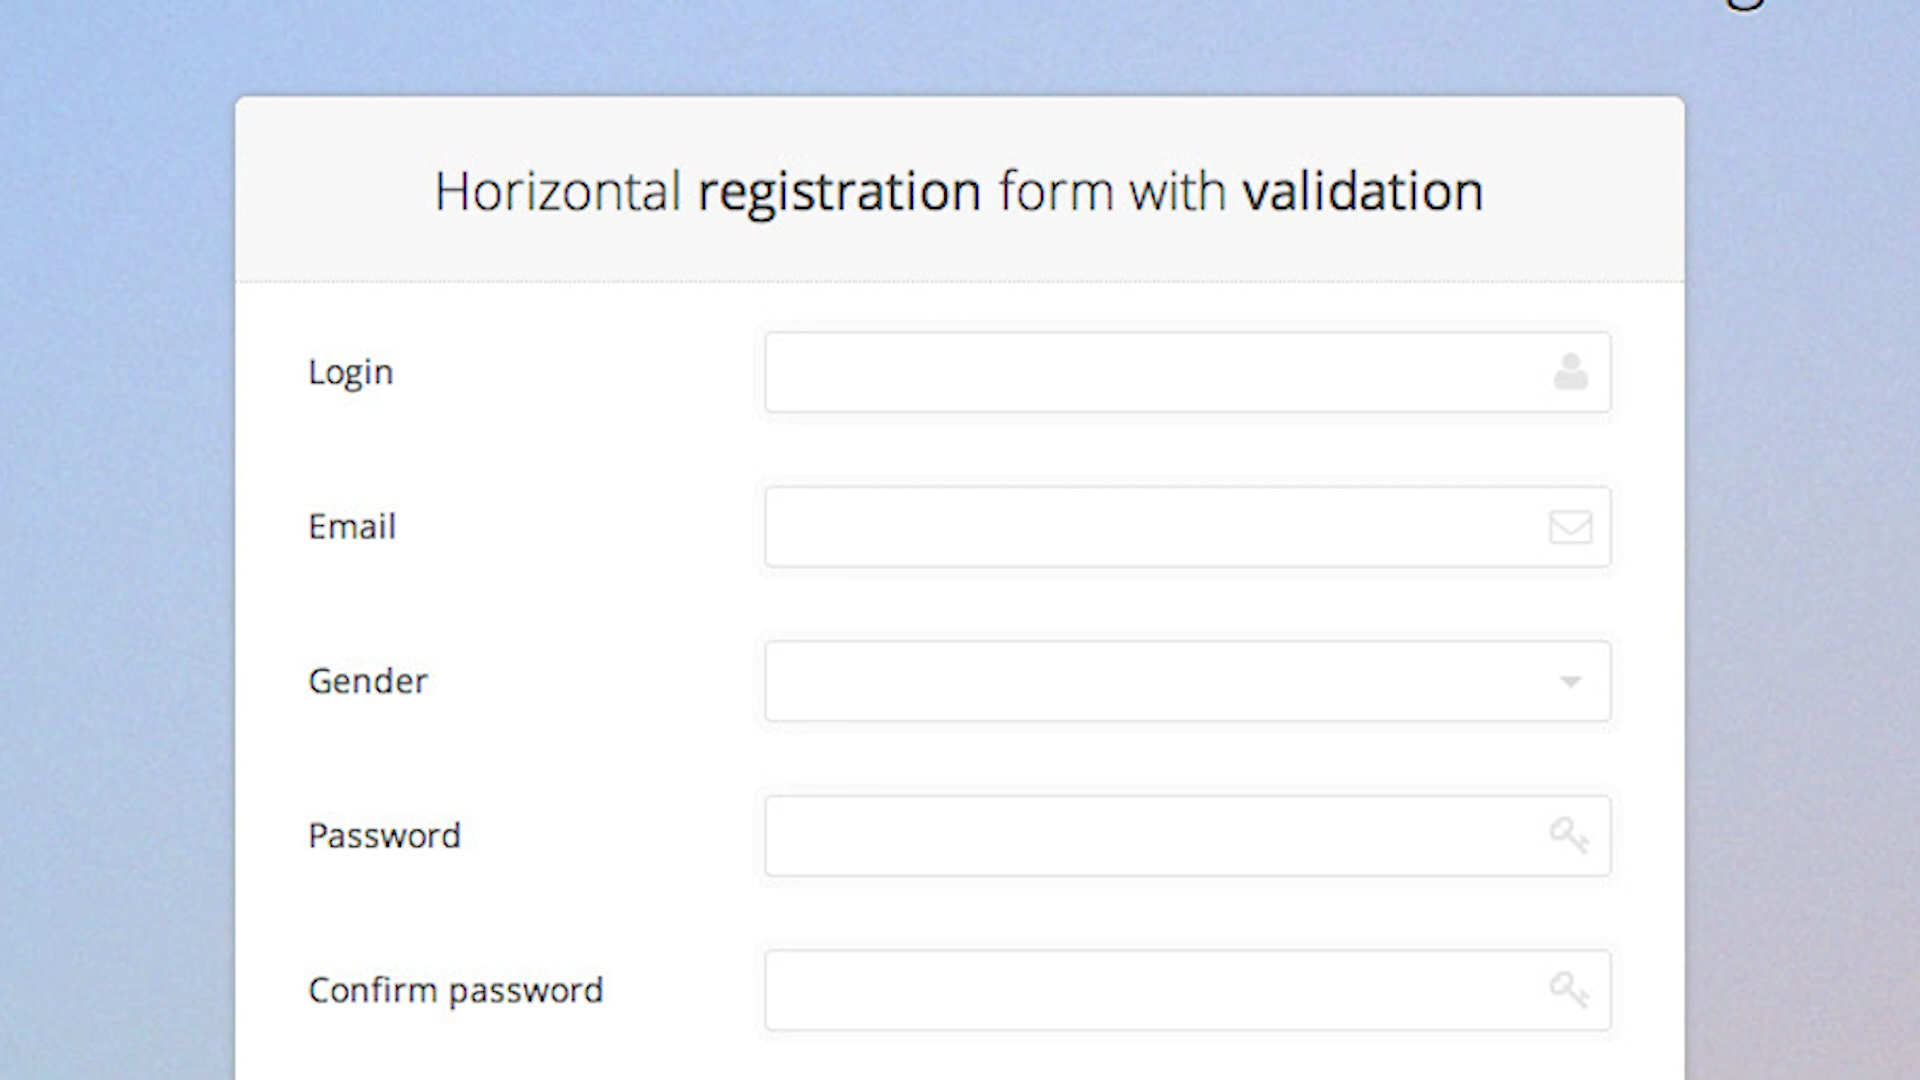 Horizontal registration form with validation
Login
Email
Gender
Password
Confirm password